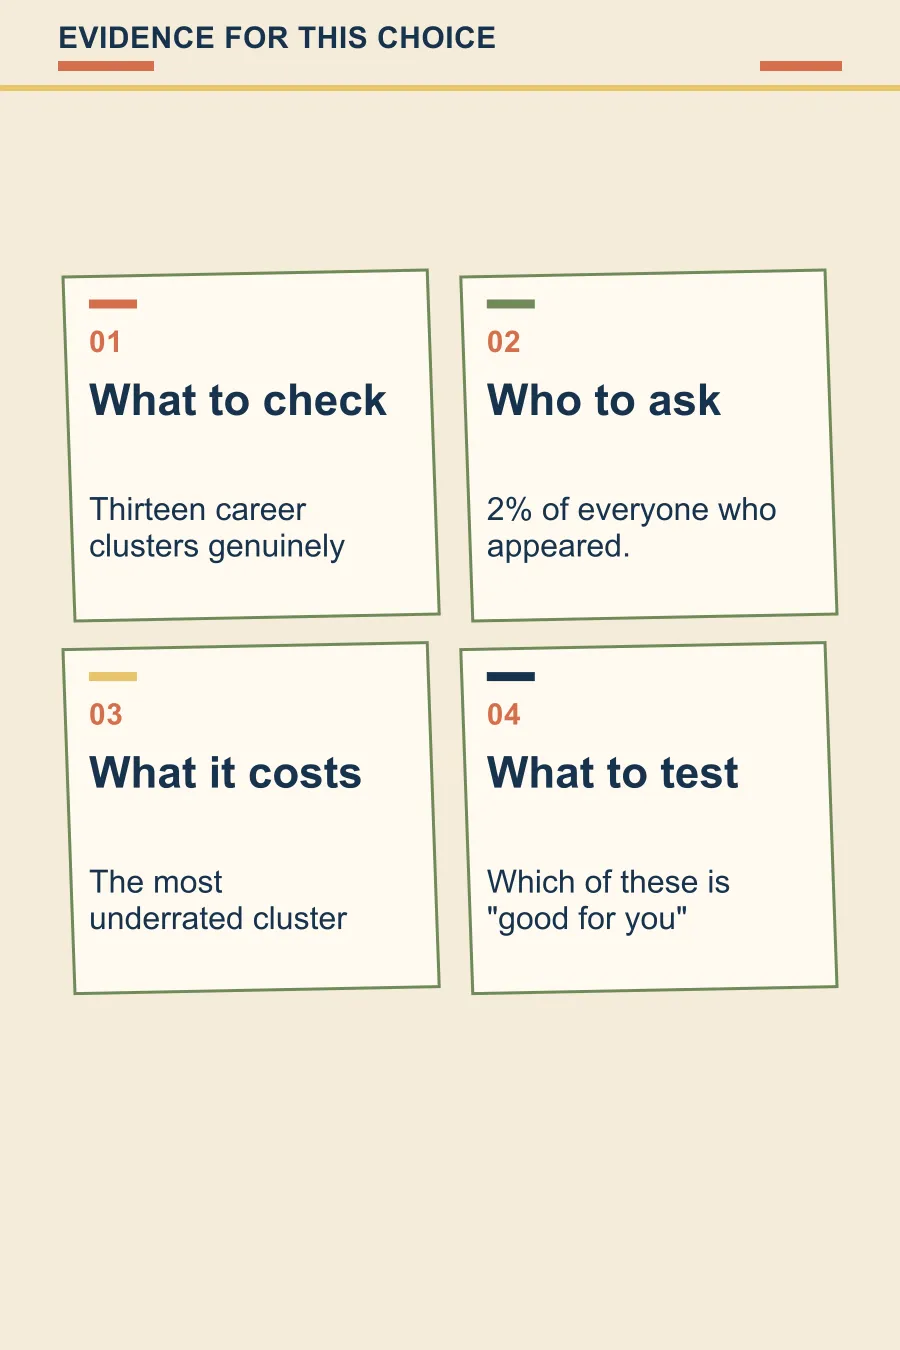 EVIDENCE FOR THIS CHOICE
01
What to check
Thirteen career
clusters genuinely
02
Who to ask
2% of everyone who
appeared.
03
What it costs
The most
underrated cluster
04
What to test
Which of these is
"good for you"